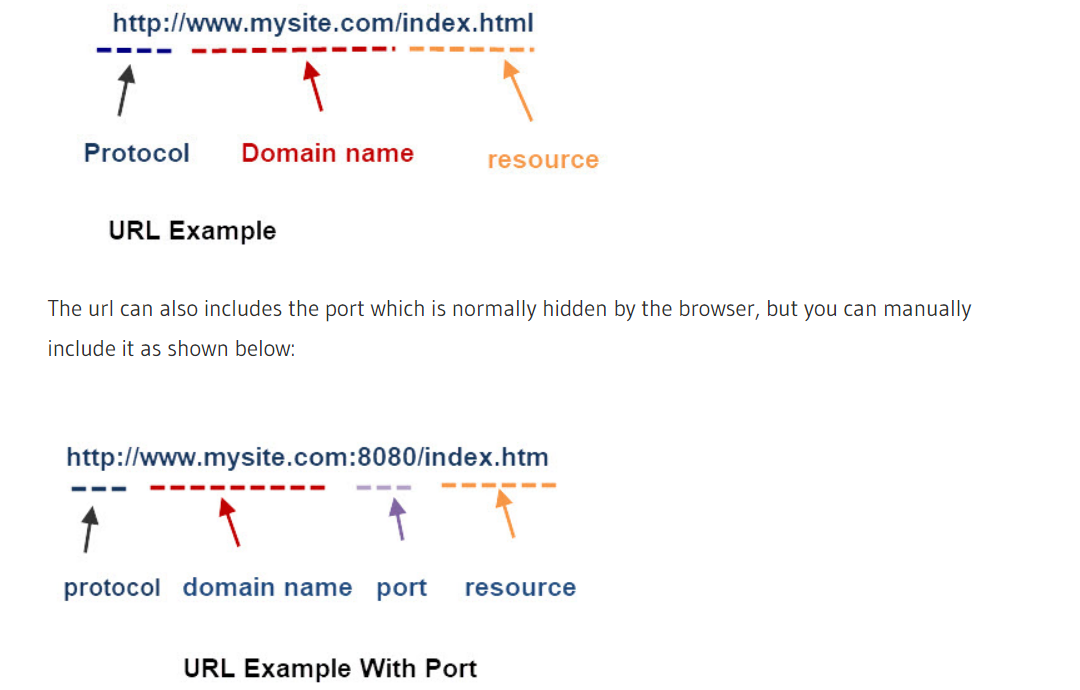 http://www.mysite.com/index.html
Protocol Domain name resource
URL Example
The url can also includes the port which is normally hidden by the browser, but you can manually
include it as shown below:
http://www.mysite.com:8080/index.htm
protocol domain name port resource
URL Example With Port